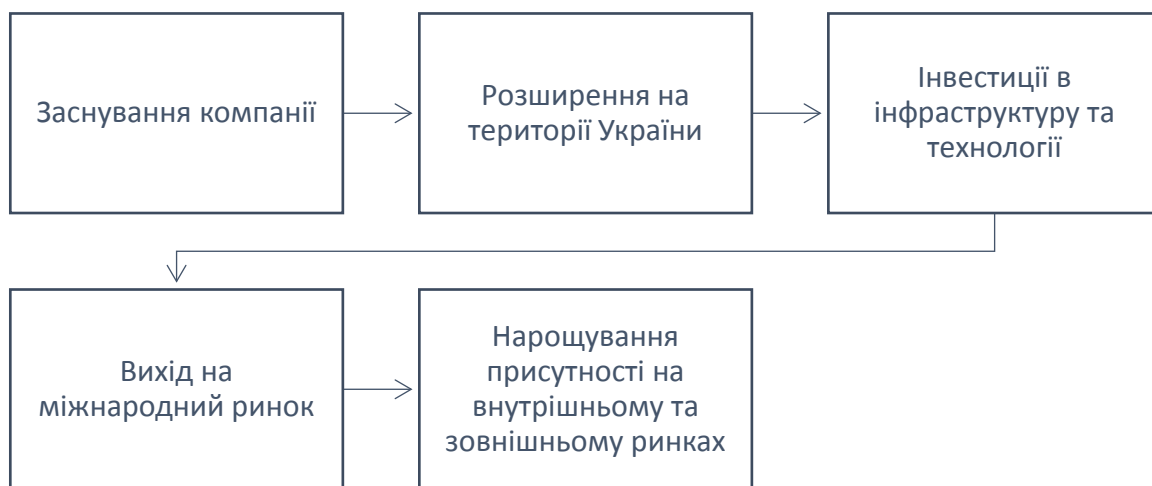 Заснування компанії
Розширення на
території України
Інвестиції в
інфраструктуру та
технології
Вихід на
міжнародний ринок
Нарощування
присутності на
внутрішньому та
зовнішньому ринках